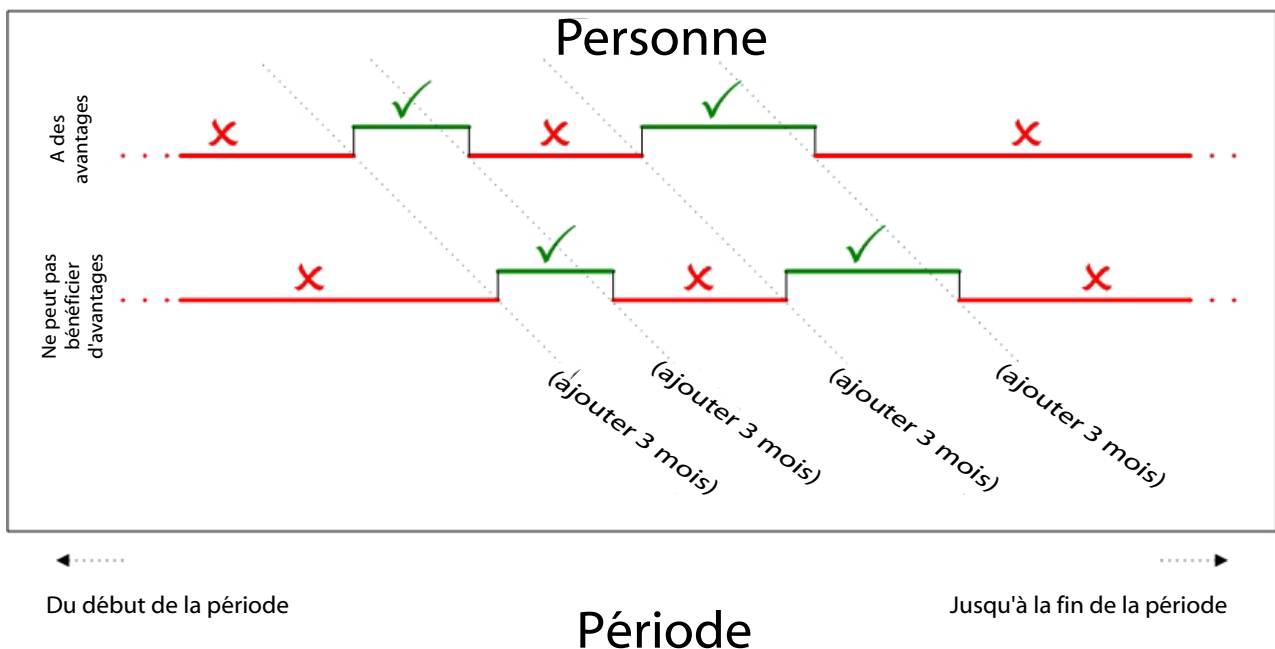 Personne
A des
avantages
Ne peut pas
bénéficier
d'avantages
(ajouter 3 mois)
(ajouter 3 mois)
(ajouter 3 mois)
(ajouter 3 mois)
Du début de la période
Jusqu'à la fin de la période
Période